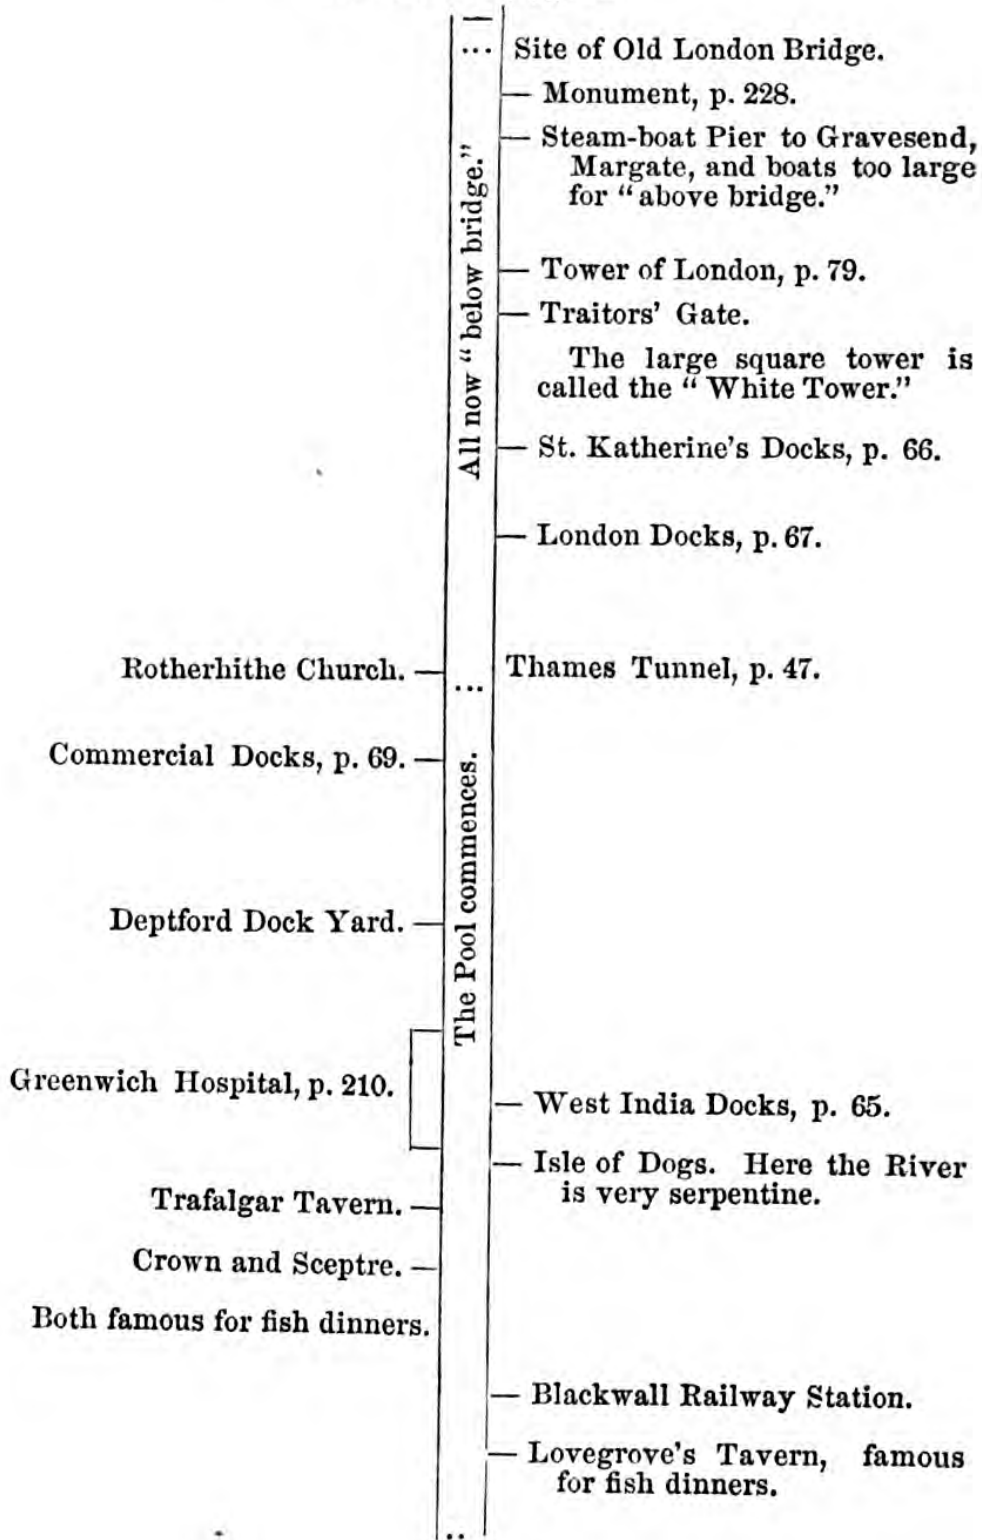 Site of Old London Bridge.
— Monument, p. 228.
— Steam-boat Pier to Gravesend,
Margate, and boats too large
for “above bridge.”
All now “below bridge.”
— Tower of London, p. 79.
— Traitors’ Gate.
The large square tower is
called the “White Tower.”
— St. Katherine’s Docks, p. 66.
— London Docks, p. 67.
Rotherhithe Church. —
Thames Tunnel, p. 47.
Commercial Docks, p. 69. —
The Pool commences.
Deptford Dock Yard. —
Greenwich Hospital, p. 210.
— West India Docks, p. 65.
— Isle of Dogs. Here the River
is very serpentine.
Trafalgar Tavern. —
Crown and Sceptre. —
Both famous for fish dinners.
— Blackwall Railway Station.
— Lovegrove’s Tavern, famous
for fish dinners.